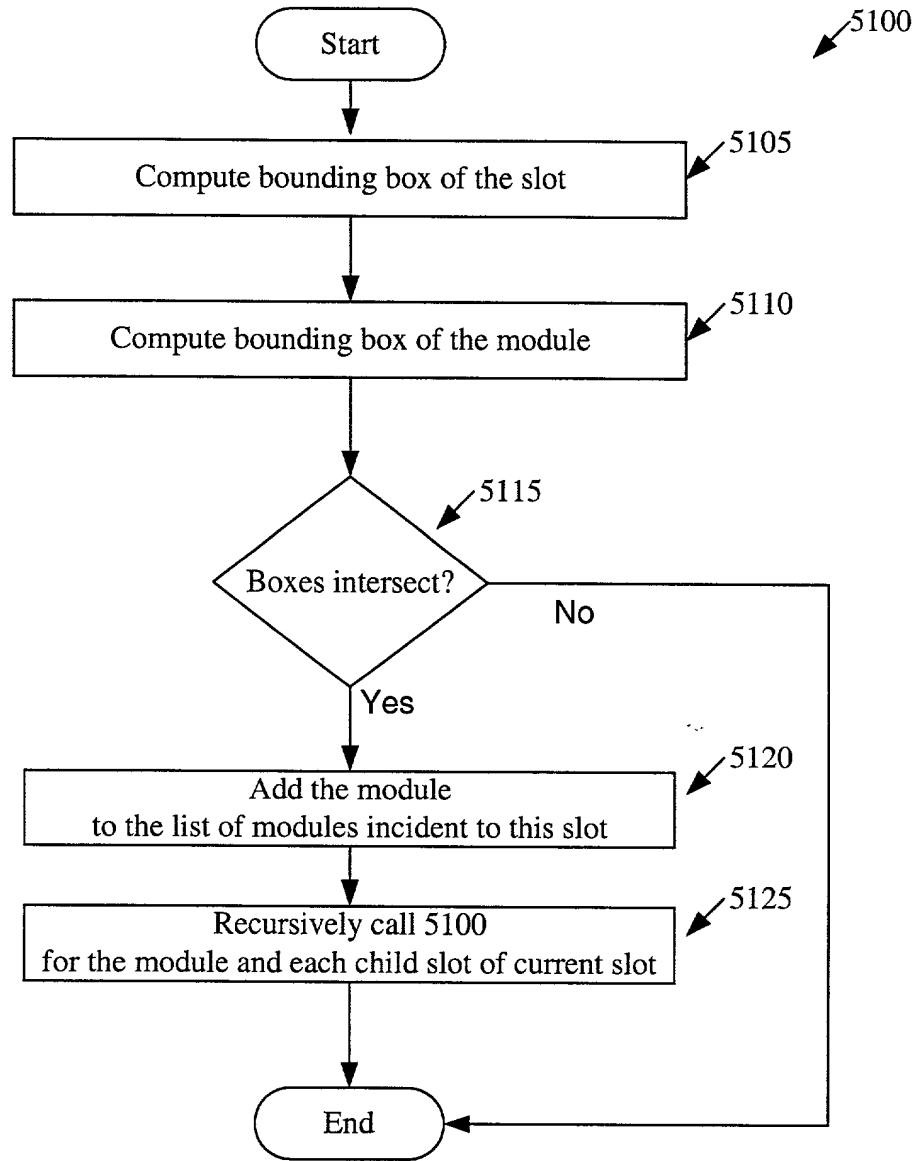 Start
5100
5105
Compute bounding box of the slot
5110
Compute bounding box of the module
5115
Boxes intersect?
No
Yes
5120
Add the module
to the list of modules incident to this slot
5125
Recursively call 5100
for the module and each child slot of current slot
End